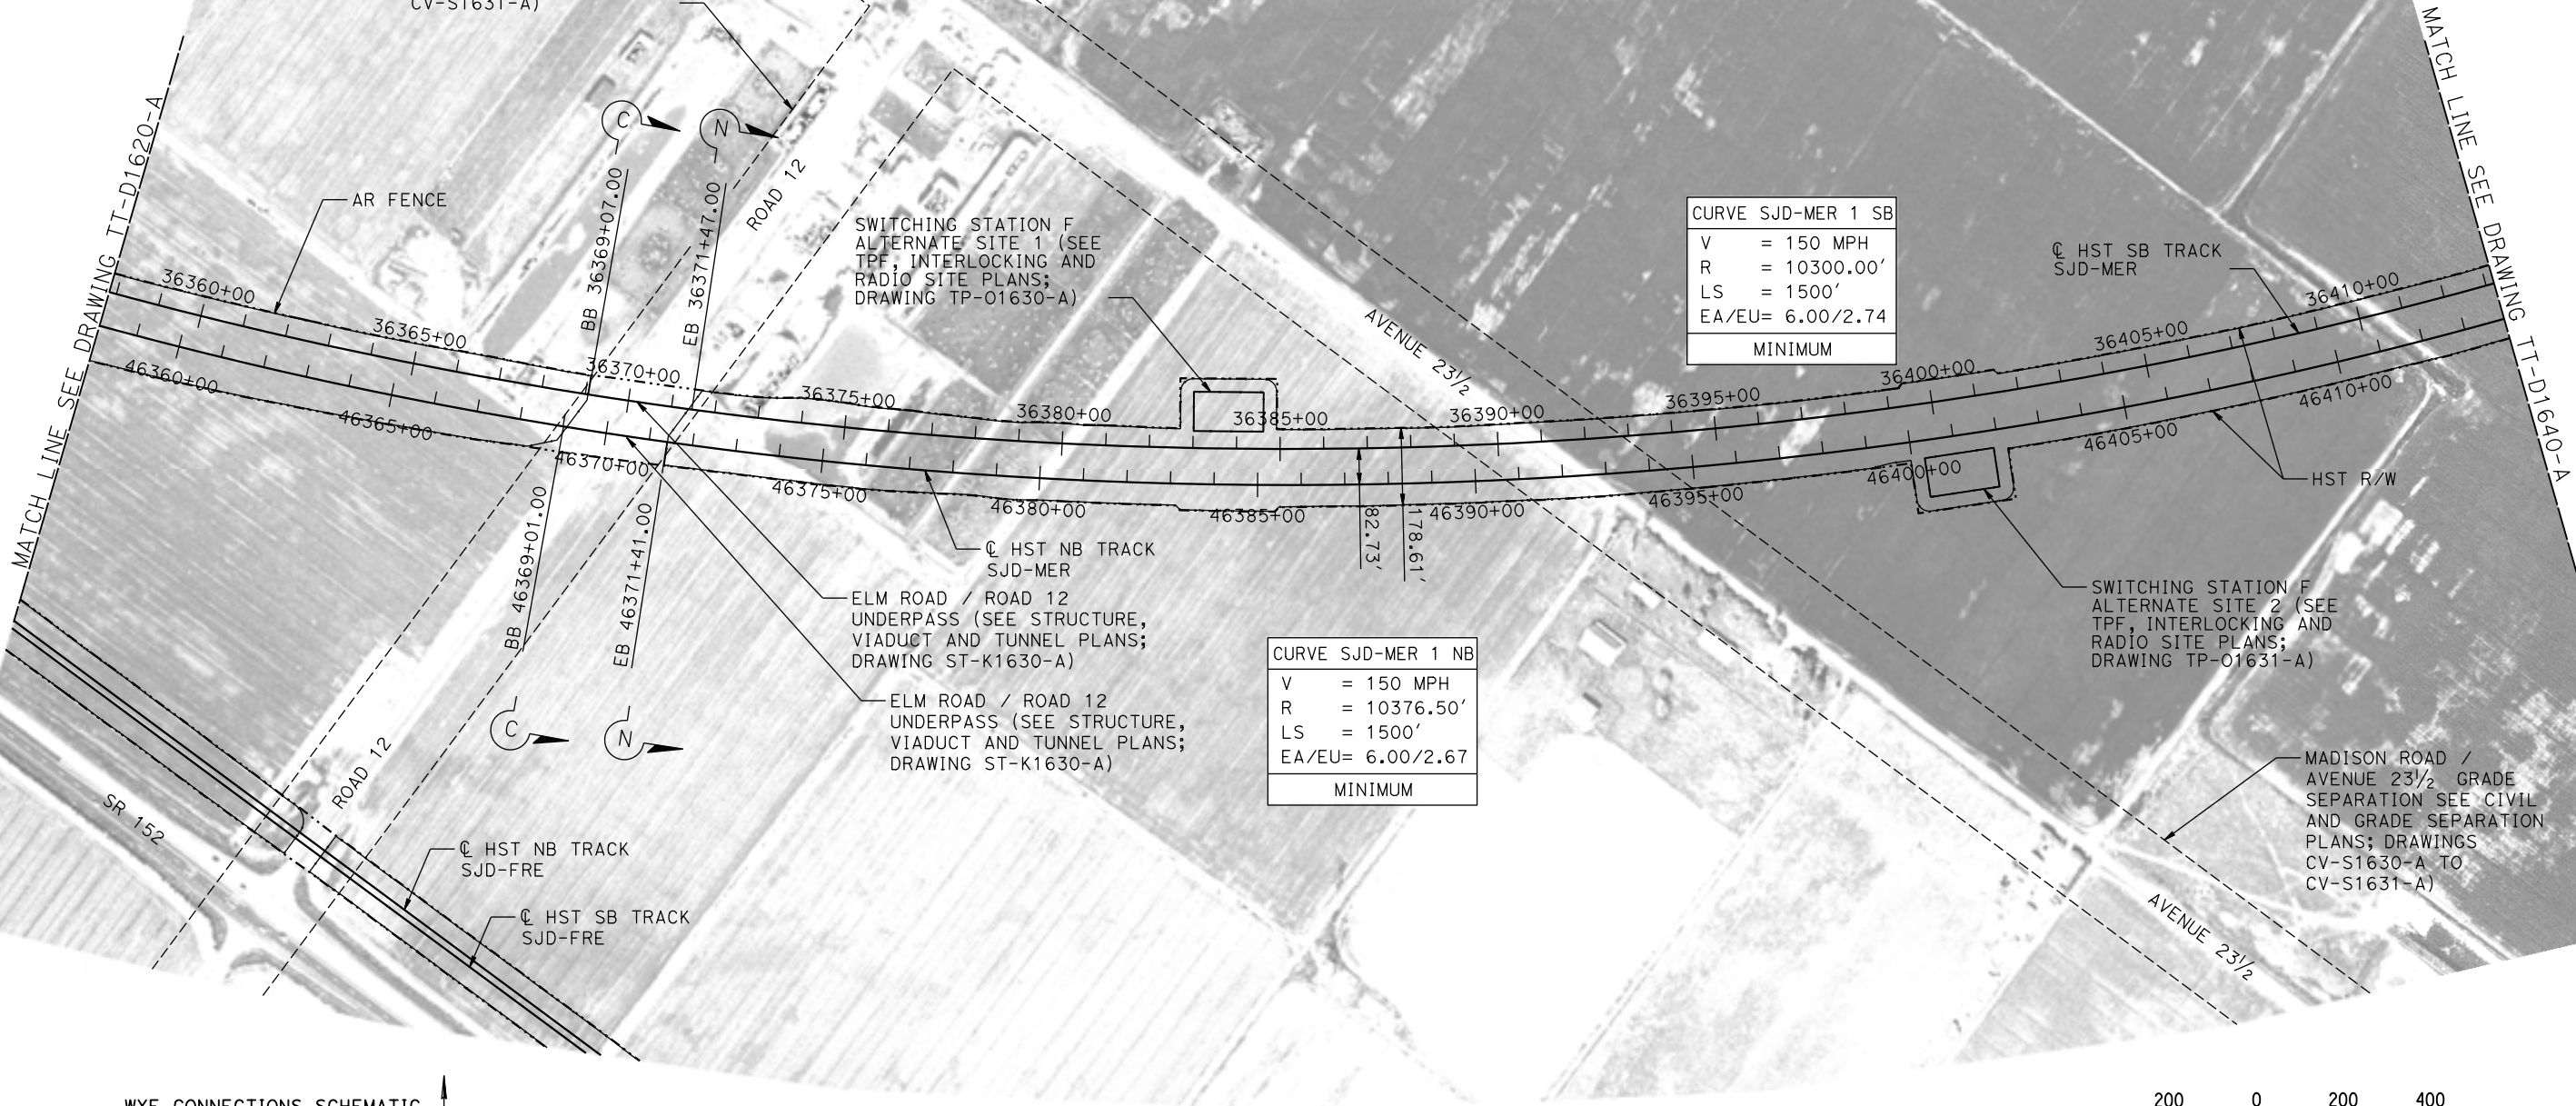 CV-S1631-A)
MATCH LINE SEE DRAWING TT-D1620-A
MATCH LINE SEE DRAWING TT-D1640-A
AR FENCE
C
N
BB 36369+07.00
EB 36371+47.00
ROAD 12
SWITCHING STATION F
ALTERNATE SITE 1 (SEE
TPF, INTERLOCKING AND
RADIO SITE PLANS;
DRAWING TP-O1630-A)
AVENUE 23½
CURVE SJD-MER 1 SB
V = 150 MPH
R = 10300.00′
LS = 1500′
EA/EU= 6.00/2.74
MINIMUM
℄ HST SB TRACK
SJD-MER
36360+00
36365+00
36370+00
36375+00
36380+00
36385+00
36390+00
36395+00
36400+00
36405+00
36410+00
46360+00
46365+00
46370+00
46375+00
46380+00
46385+00
46390+00
46395+00
46400+00
46405+00
46410+00
82.73′
178.61′
HST R/W
BB 46369+01.00
EB 46371+41.00
C
N
℄ HST NB TRACK
SJD-MER
ELM ROAD / ROAD 12
UNDERPASS (SEE STRUCTURE,
VIADUCT AND TUNNEL PLANS;
DRAWING ST-K1630-A)
ELM ROAD / ROAD 12
UNDERPASS (SEE STRUCTURE,
VIADUCT AND TUNNEL PLANS;
DRAWING ST-K1630-A)
CURVE SJD-MER 1 NB
V = 150 MPH
R = 10376.50′
LS = 1500′
EA/EU= 6.00/2.67
MINIMUM
SWITCHING STATION F
ALTERNATE SITE 2 (SEE
TPF, INTERLOCKING AND
RADIO SITE PLANS;
DRAWING TP-O1631-A)
MADISON ROAD /
AVENUE 23½ GRADE
SEPARATION SEE CIVIL
AND GRADE SEPARATION
PLANS; DRAWINGS
CV-S1630-A TO
CV-S1631-A)
ROAD 12
SR 152
℄ HST NB TRACK
SJD-FRE
℄ HST SB TRACK
SJD-FRE
AVENUE 23½
WYE CONNECTIONS SCHEMATIC
200 0 200 400